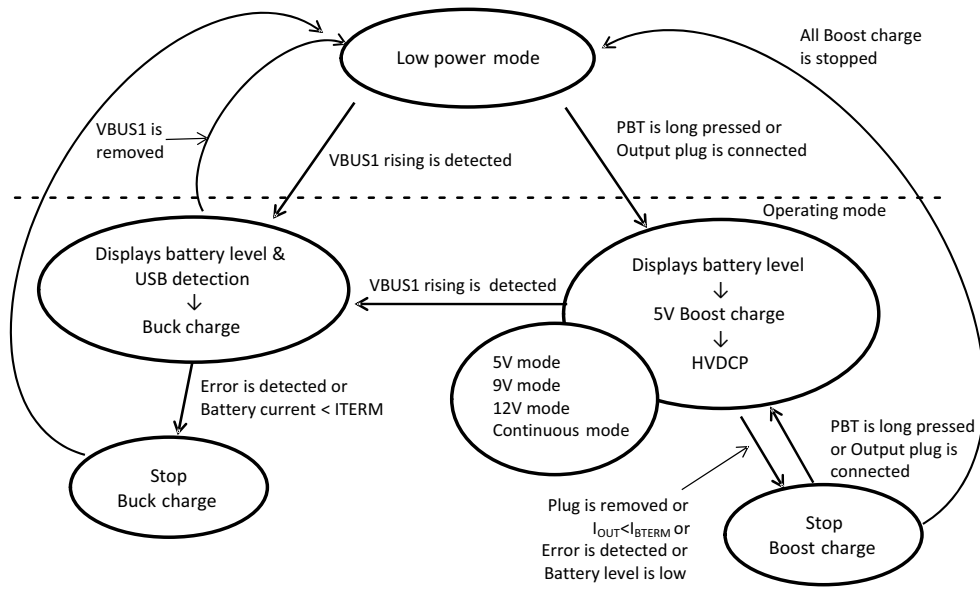 Low power mode
All Boost charge
is stopped
VBUS1 is
removed
VBUS1 rising is detected
PBT is long pressed or
Output plug is connected
Operating mode
Displays battery level &
USB detection
↓
Buck charge
VBUS1 rising is  detected
Displays battery level
↓
5V Boost charge
↓
HVDCP
5V mode
9V mode
12V mode
Continuous mode
Error is detected or
Battery current < ITERM
Stop
Buck charge
PBT is long pressed
or Output plug is
connected
Plug is removed or
I_OUT<I_BTERM or
Error is detected or
Battery level is low
Stop
Boost charge